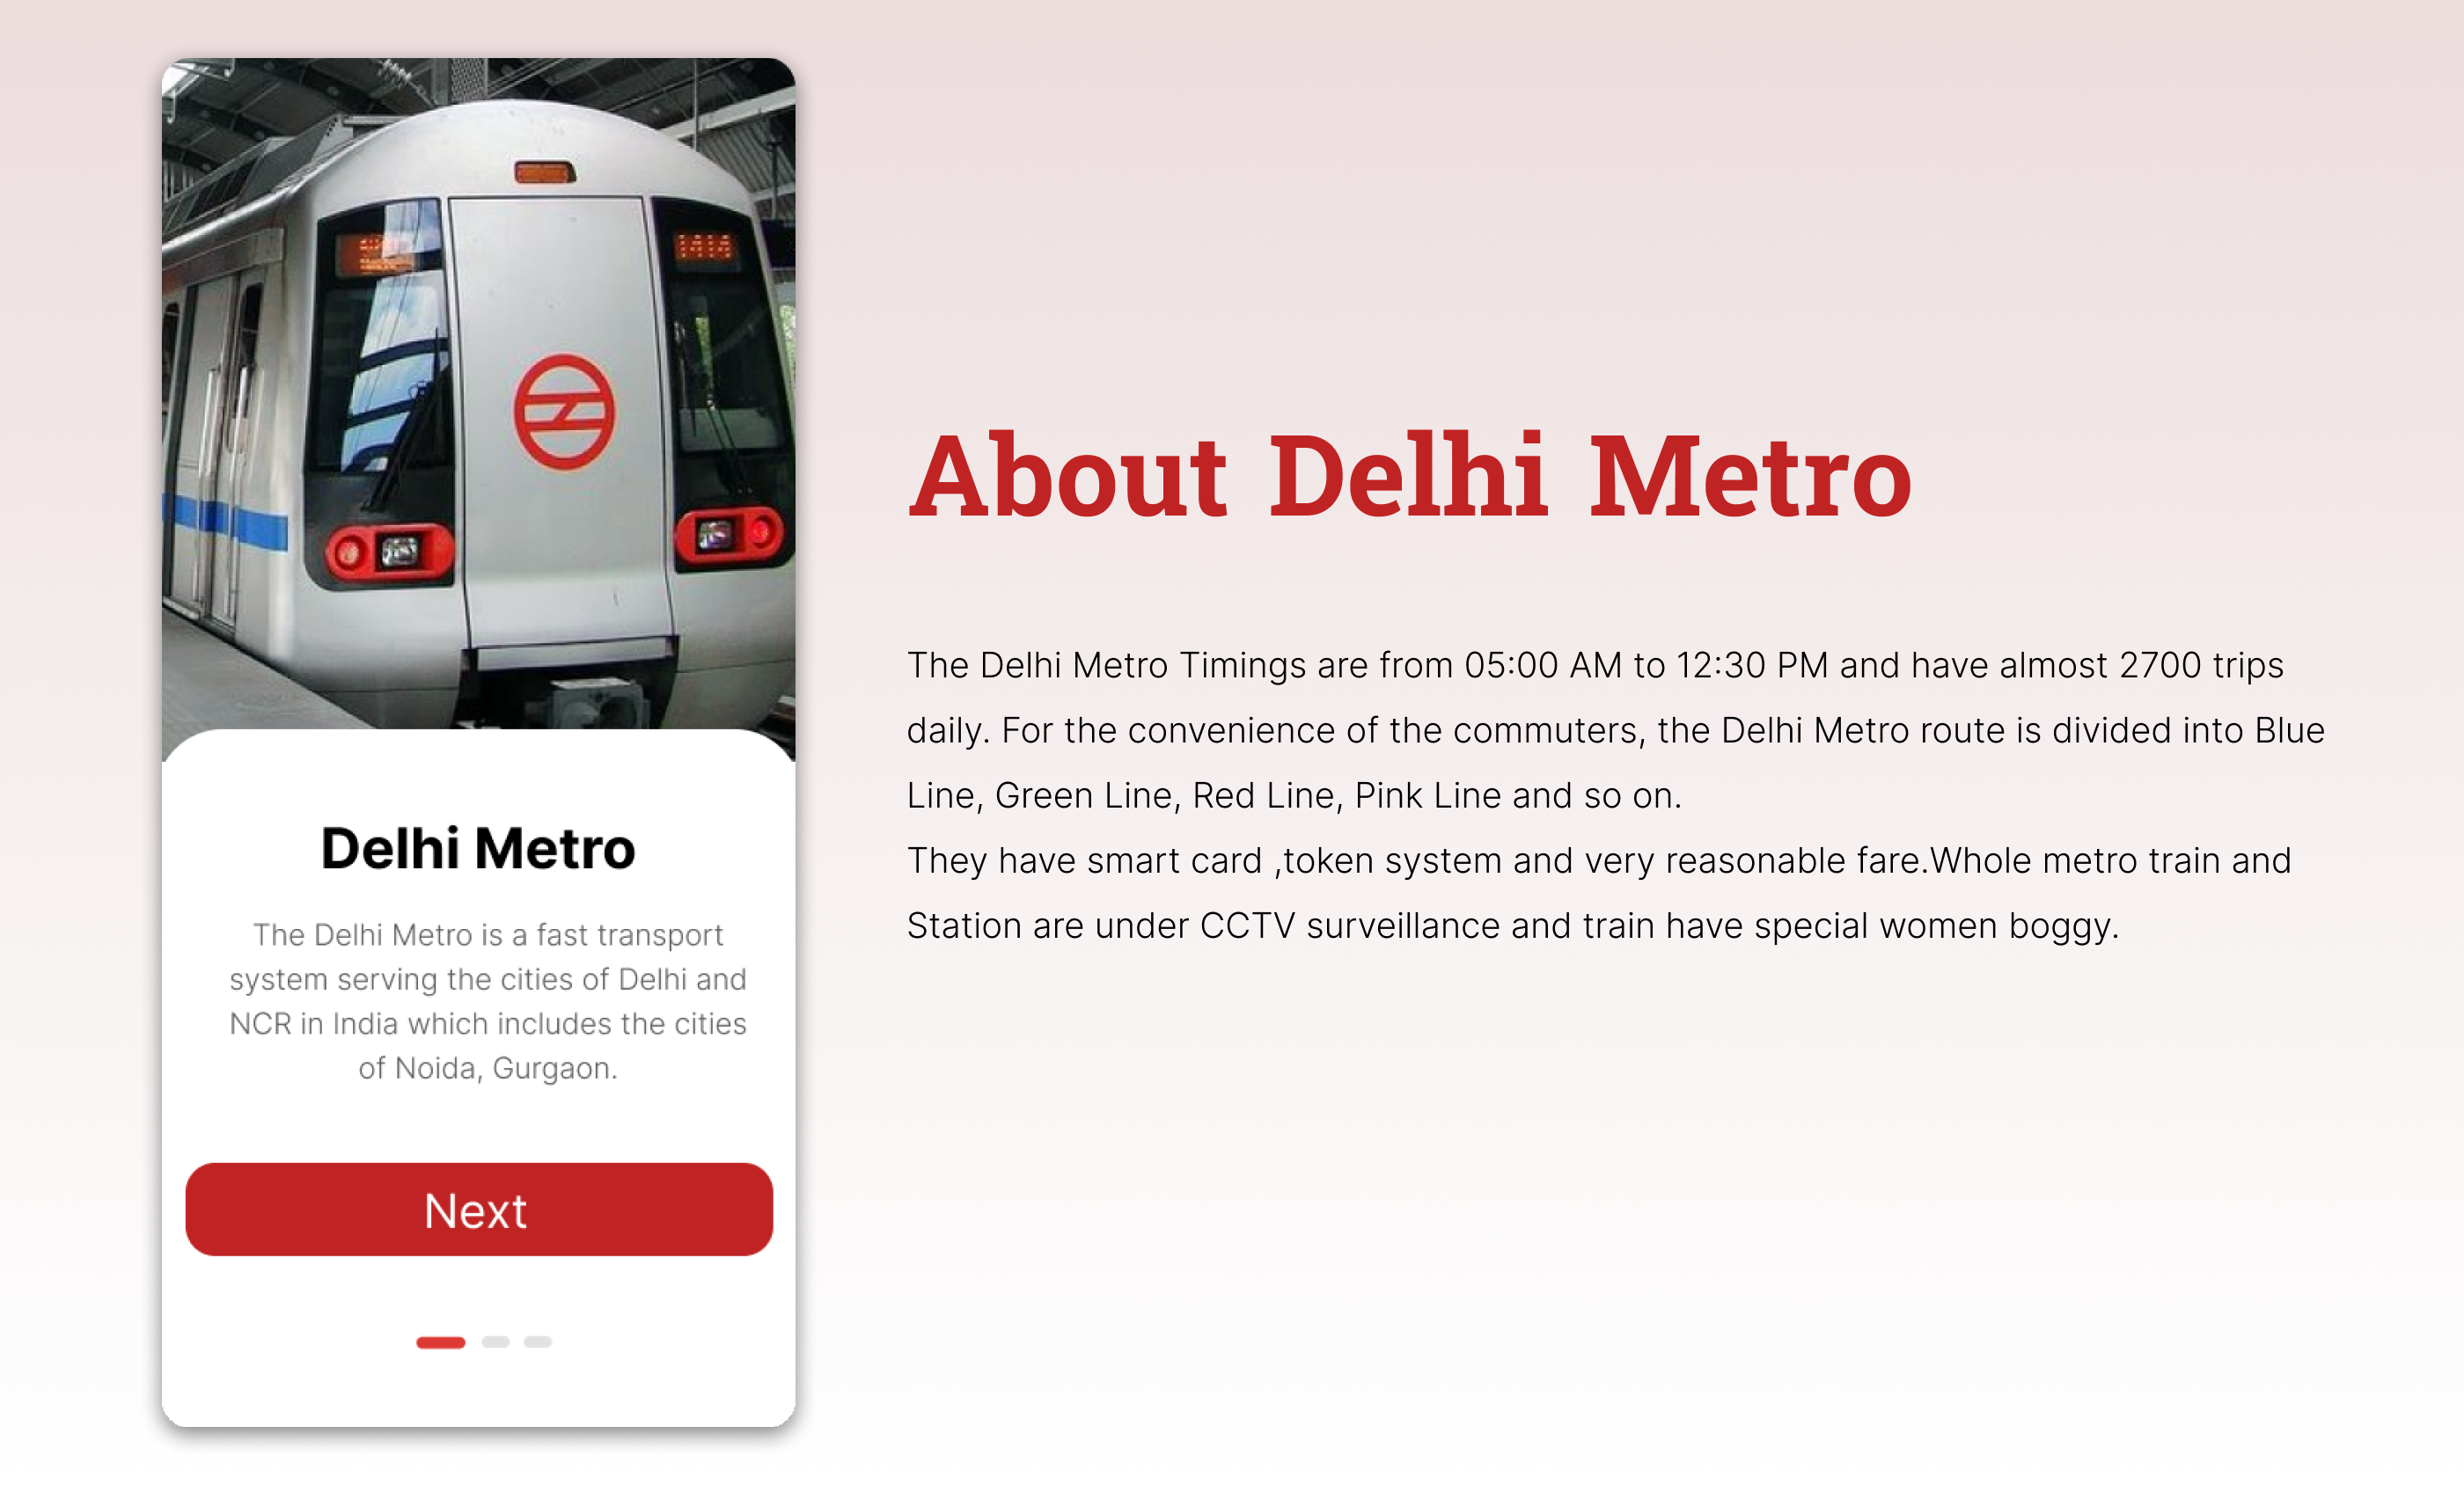 About Delhi Metro
The Delhi Metro Timings are from 05:00 AM to 12:30 PM and have almost 2700 trips
daily. For the convenience of the commuters, the Delhi Metro route is divided into Blue
Line, Green Line, Red Line, Pink Line and so on.
They have smart card ,token system and very reasonable fare.Whole metro train and
Station are under CCTV surveillance and train have special women boggy.
Delhi Metro
The Delhi Metro is a fast transport
system serving the cities of Delhi and
NCR in India which includes the cities
of Noida, Gurgaon.
Next